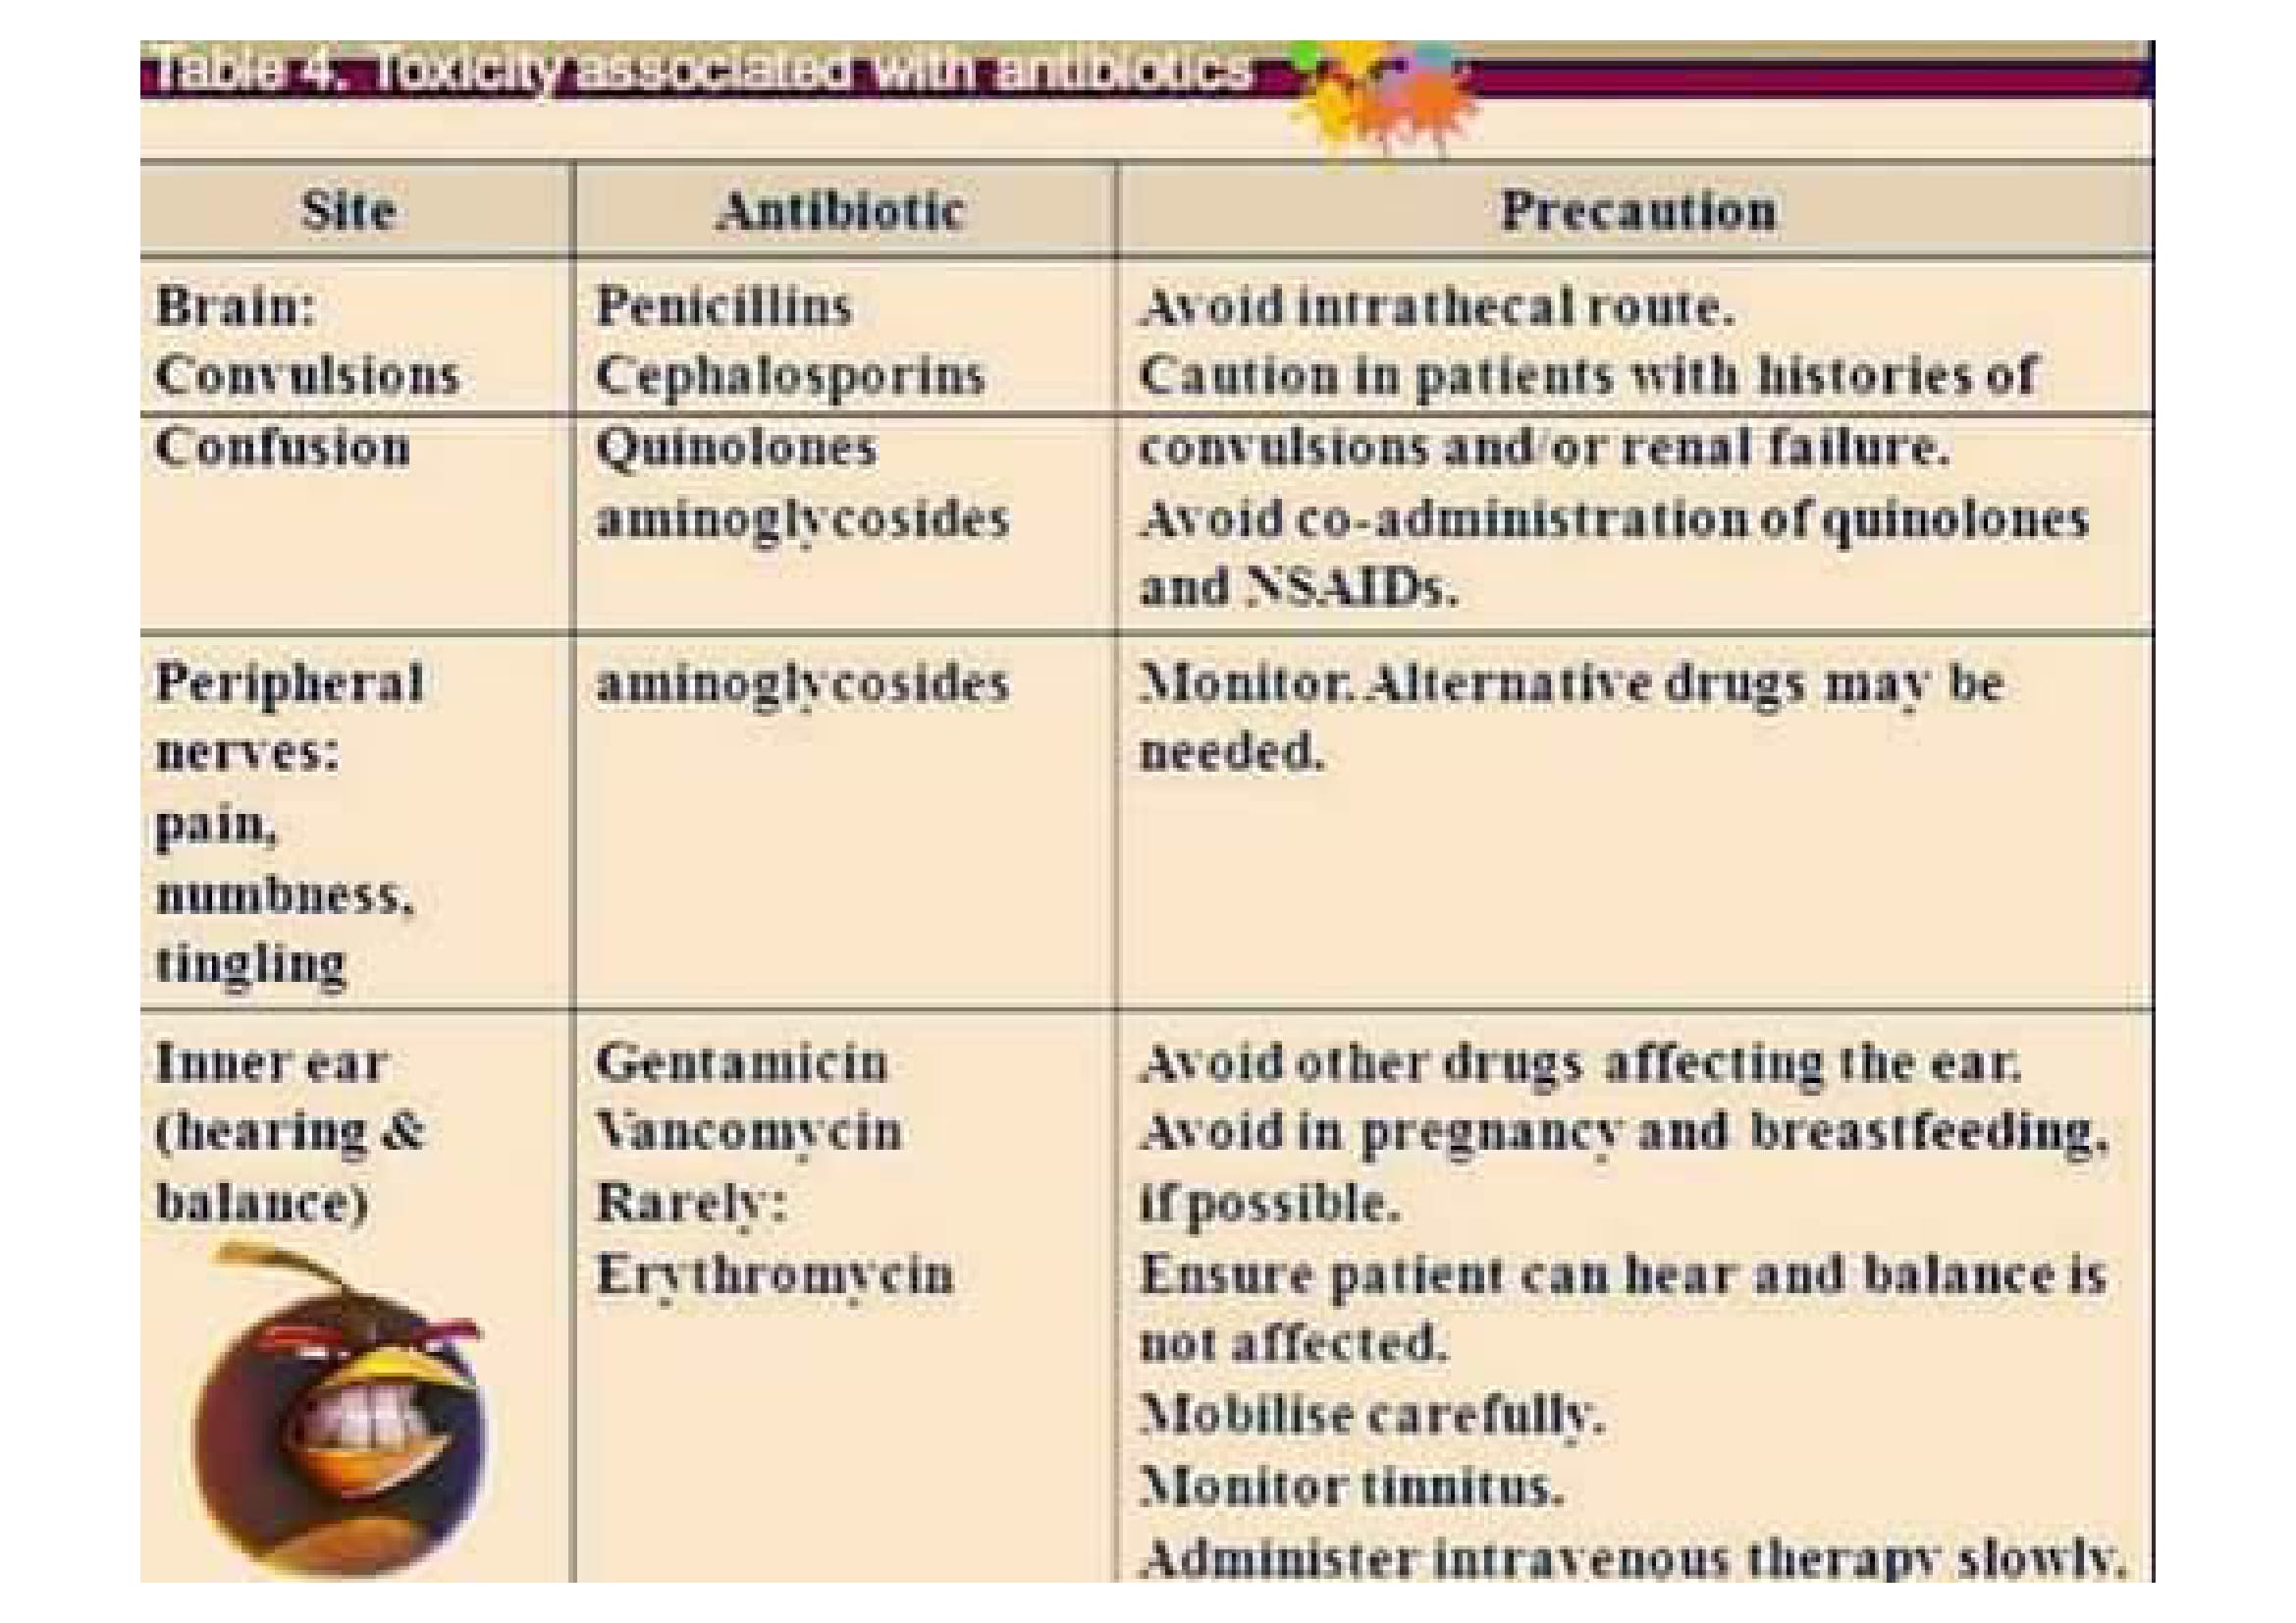 Table 4. Toxicity associated with antibiotics
Site Antibiotic Precaution
Brain: Penicillins Avoid intrathecal route.
Convulsions Cephalosporins Caution in patients with histories of
Confusion Quinolones convulsions and/or renal failure.
aminoglycosides Avoid co-administration of quinolones
and NSAIDs.
Peripheral aminoglycosides Monitor. Alternative drugs may be
nerves: needed.
pain,
numbness,
tingling
Inner ear Gentamicin Avoid other drugs affecting the ear.
(hearing & Vancomycin Avoid in pregnancy and breastfeeding,
balance) Rarely: if possible.
Erythromycin Ensure patient can hear and balance is
not affected.
Mobilise carefully.
Monitor tinnitus.
Administer intravenous therapy slowly.